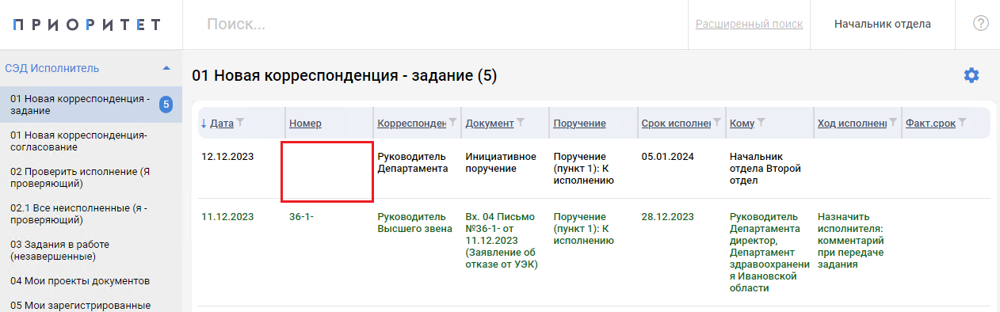 ПРИОРИТЕТ
Поиск...
Расширенный поиск
Начальник отдела
?
СЭД Исполнитель
01 Новая корреспонденция -
задание
5
01 Новая корреспонденция-
согласование
02 Проверить исполнение (Я
проверяющий)
02.1 Все неисполненные (я -
проверяющий)
03 Задания в работе
(незавершенные)
04 Мои проекты документов
05 Мои зарегистрированные
01 Новая корреспонденция - задание (5)
↓ Дата
Номер
Корреспонден
Документ
Поручение
Срок исполнен
Кому
Ход исполнени
Факт.срок
12.12.2023
Руководитель
Департамента
Инициативное
поручение
Поручение
(пункт 1): К
исполнению
05.01.2024
Начальник
отдела Второй
отдел
11.12.2023
36-1-
Руководитель
Высшего звена
Вх. 04 Письмо
№36-1- от
11.12.2023
(Заявление об
отказе от УЭК)
Поручение
(пункт 1): К
исполнению
28.12.2023
Руководитель
Департамента
директор,
Департамент
здравоохранени
я Ивановской
области
Назначить
исполнителя:
комментарий
при передаче
задания